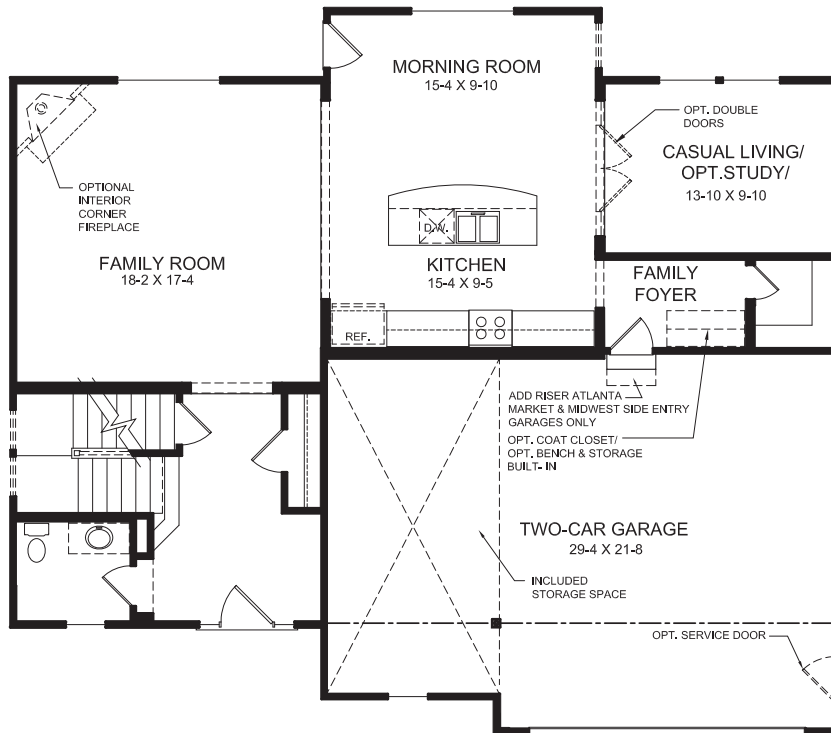 MORNING ROOM
15-4 X 9-10
OPT. DOUBLE
DOORS
CASUAL LIVING/
OPT.STUDY/
13-10 X 9-10
OPTIONAL
INTERIOR
CORNER
FIREPLACE
D.W.
FAMILY ROOM
18-2 X 17-4
KITCHEN
15-4 X 9-5
FAMILY
FOYER
REF.
ADD RISER ATLANTA
MARKET & MIDWEST SIDE ENTRY
GARAGES ONLY
OPT. COAT CLOSET/
OPT. BENCH & STORAGE
BUILT- IN
TWO-CAR GARAGE
29-4 X 21-8
INCLUDED
STORAGE SPACE
OPT. SERVICE DOOR